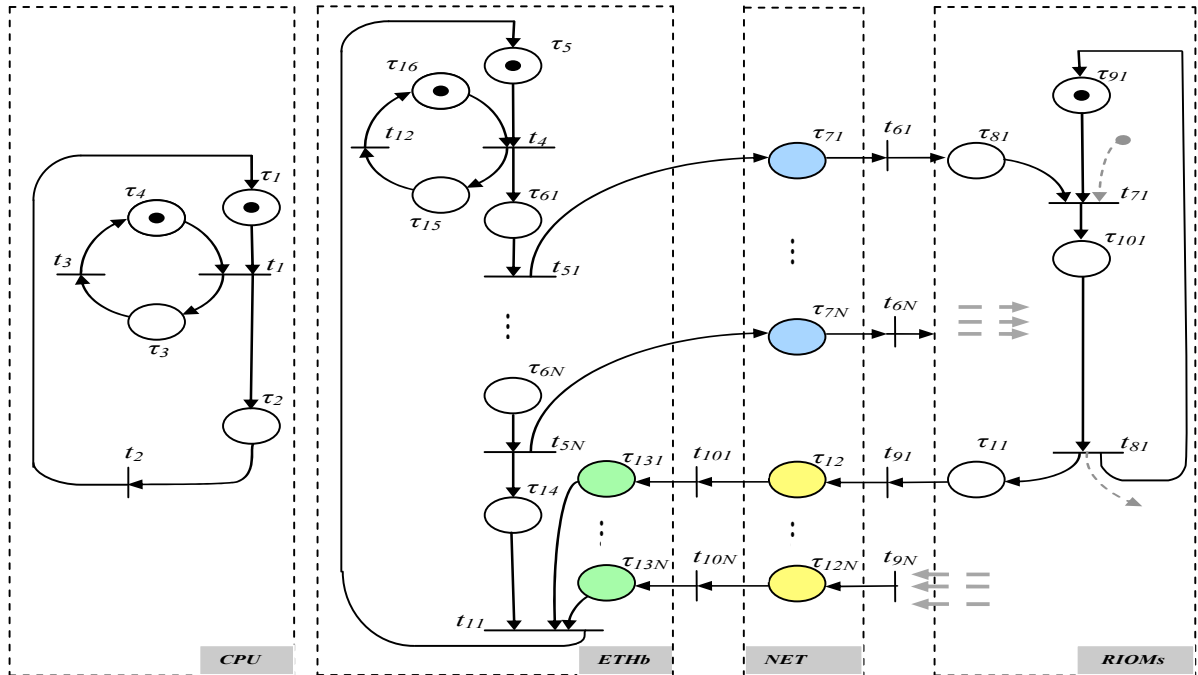 τ1
τ4
t3
t1
τ3
τ2
t2
CPU
τ5
τ16
t12
t4
τ15
τ61
t51
τ6N
t5N
τ14
τ131
τ13N
t11
t101
t10N
ETHb
τ71
τ7N
τ12
τ12N
NET
t61
t6N
t91
t9N
τ81
τ91
t71
τ101
t81
τ11
RIOMs